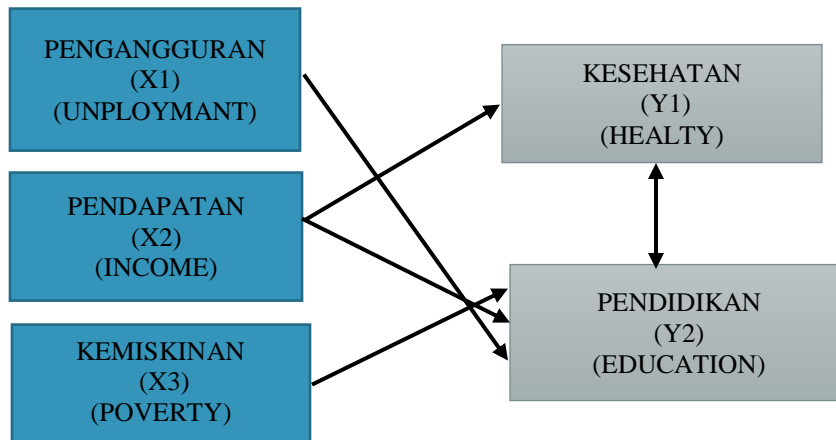 PENGANGGURAN
(X1)
(UNPLOYMANT)
PENDAPATAN
(X2)
(INCOME)
KEMISKINAN
(X3)
(POVERTY)
KESEHATAN
(Y1)
(HEALTY)
PENDIDIKAN
(Y2)
(EDUCATION)